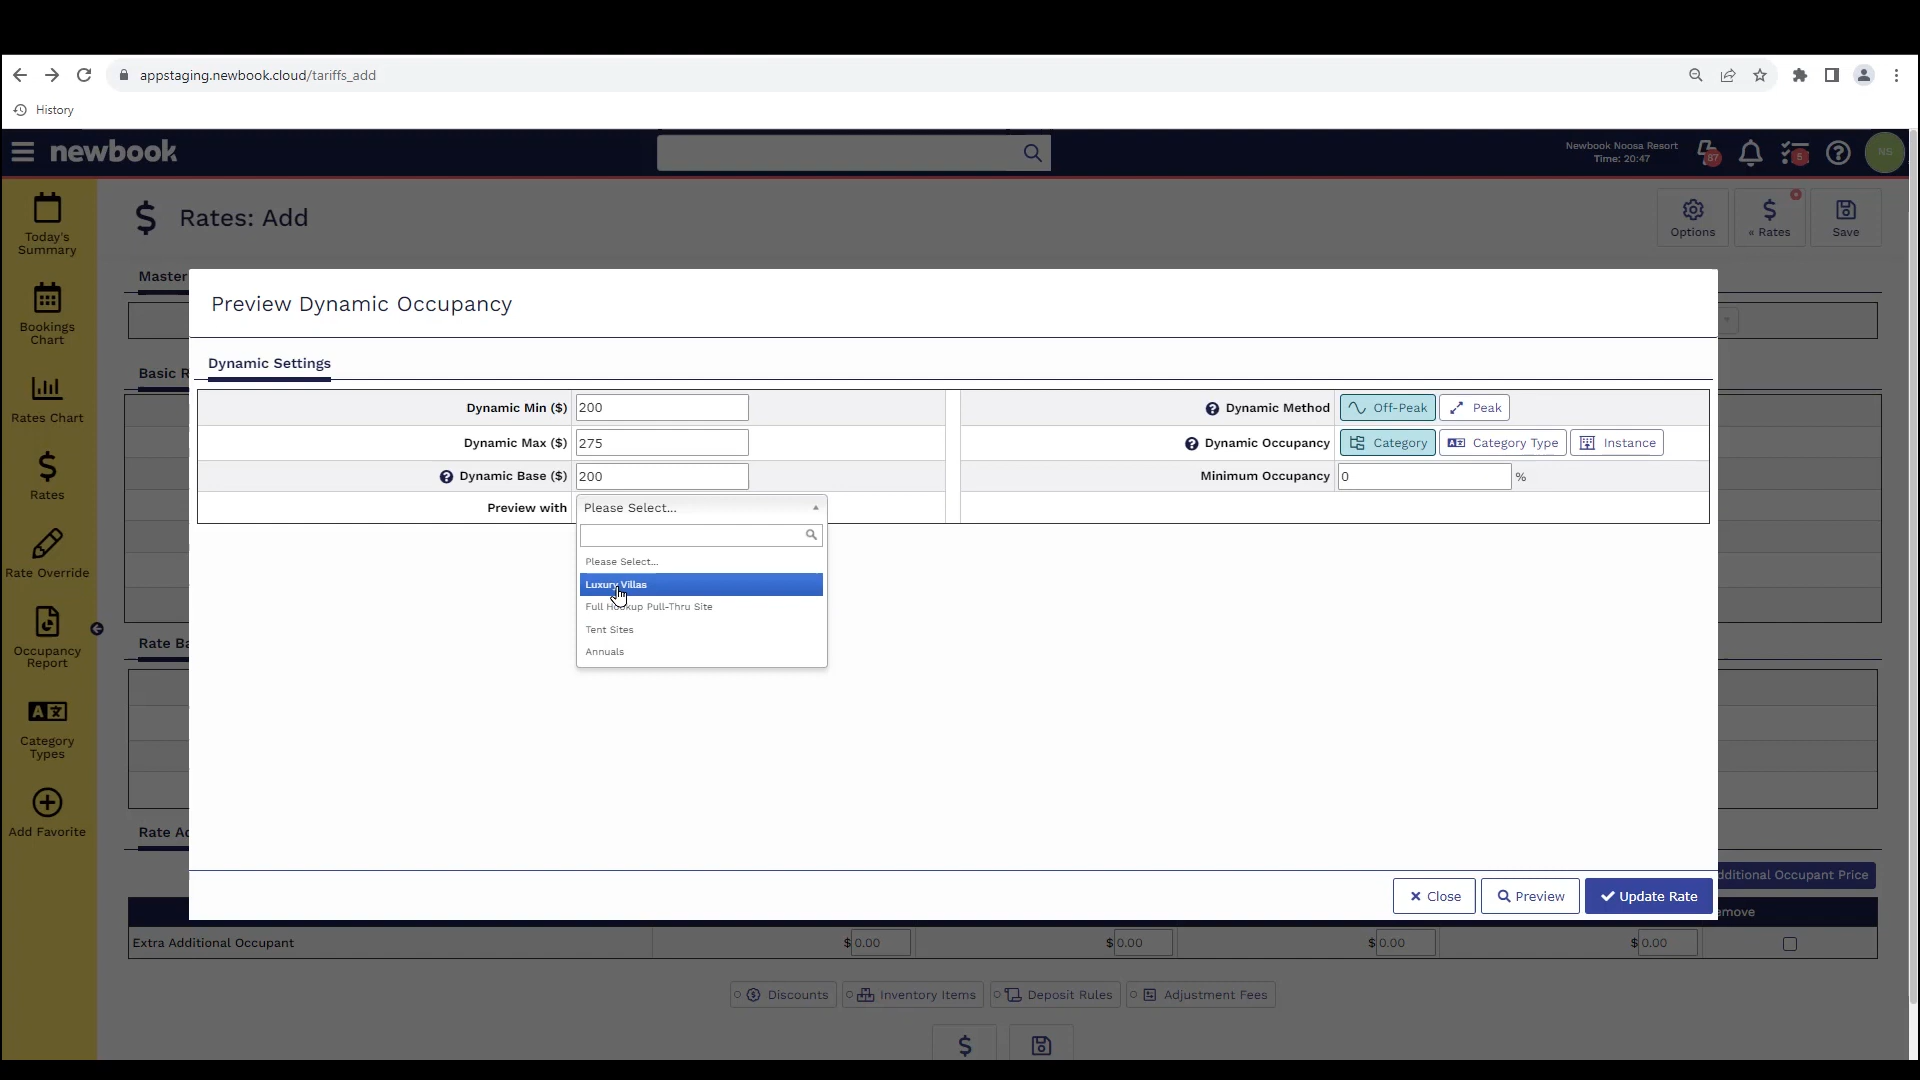 appstaging.newbook.cloud/tariffs_add
History
newbook
Newbook Noosa Resort
Time: 20:47
87
5
NS
Today's
Summary
Bookings
Chart
Rates Chart
Rates
Rate Override
Occupancy
Report
Category
Types
Add Favorite
$ Rates: Add
Options
« Rates
Save
Master
Basic R
Rate Ba
Rate Ad
Preview Dynamic Occupancy
Dynamic Settings
Dynamic Min ($) 200
Dynamic Method Off-Peak Peak
Dynamic Max ($) 275
Dynamic Occupancy Category Category Type Instance
Dynamic Base ($) 200
Minimum Occupancy 0 %
Preview with Please Select...
Please Select...
Luxury Villas
Full Hookup Pull-Thru Site
Tent Sites
Annuals
Close Preview Update Rate
dditional Occupant Price
emove
Extra Additional Occupant $ 0.00 $ 0.00 $ 0.00 $ 0.00
Discounts Inventory Items Deposit Rules Adjustment Fees
$